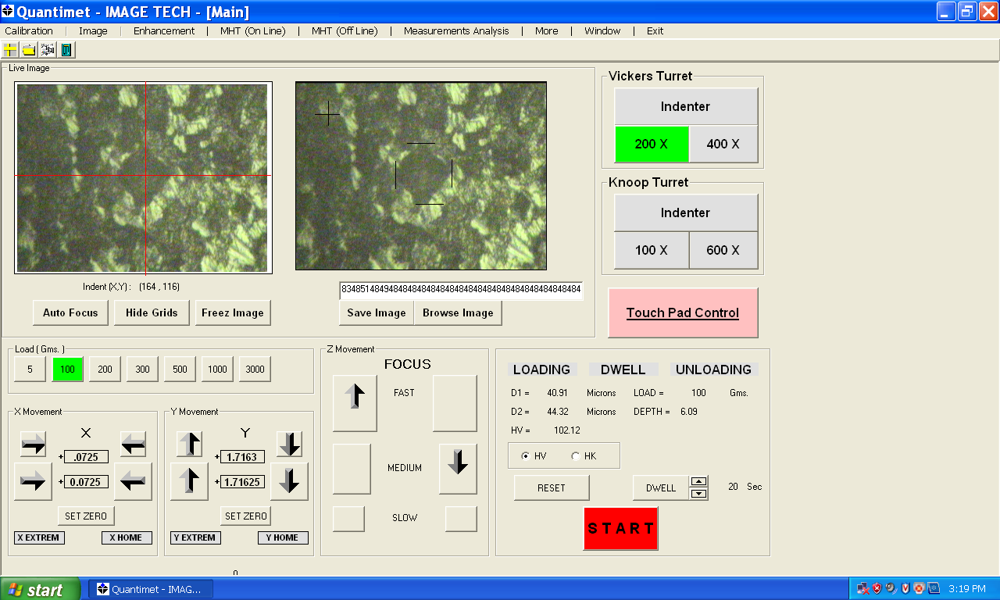 Quantimet - IMAGE TECH - [Main]
Calibration | Image | Enhancement | MHT (On Line) | MHT (Off Line) | Measurements Analysis | More | Window | Exit
Live Image
Indent (X,Y) : (164 , 116)
Auto Focus
Hide Grids
Freez Image
Save Image
Browse Image
Vickers Turret
Indenter
200 X
400 X
Knoop Turret
Indenter
100 X
600 X
Touch Pad Control
Load ( Gms. )
5
100
200
300
500
1000
3000
X Movement
X
+ .0725
+ 0.0725
SET ZERO
X EXTREM
X HOME
Y Movement
Y
+ 1.7163
+ 1.71625
SET ZERO
Y EXTREM
Y HOME
Z Movement
FOCUS
FAST
MEDIUM
SLOW
LOADING DWELL UNLOADING
D1 = 40.91 Microns LOAD = 100 Gms.
D2 = 44.32 Microns DEPTH = 6.09
HV = 102.12
HV HK
RESET
DWELL
20 Sec
START
0
start
Quantimet - IMAG...
3:19 PM